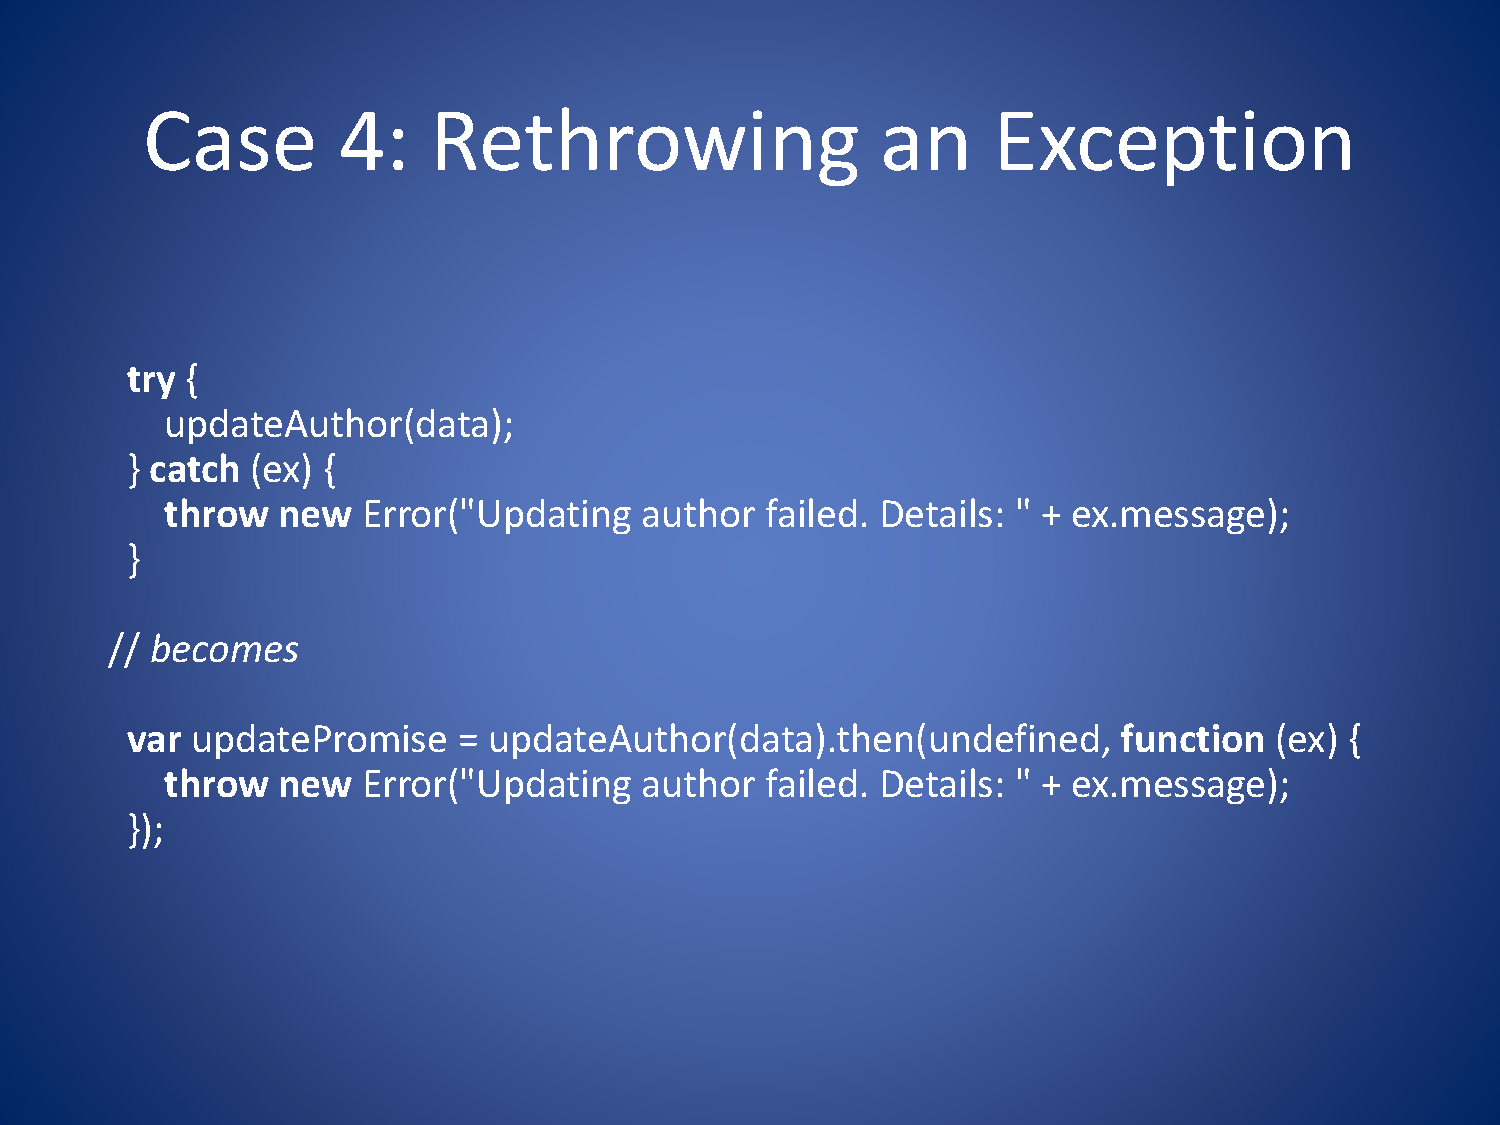 Case 4: Rethrowing an Exception
try {
updateAuthor(data);
} catch (ex) {
throw new Error("Updating author failed. Details: " + ex.message);
}
// becomes
var updatePromise = updateAuthor(data).then(undefined, function (ex) {
throw new Error("Updating author failed. Details: " + ex.message);
});